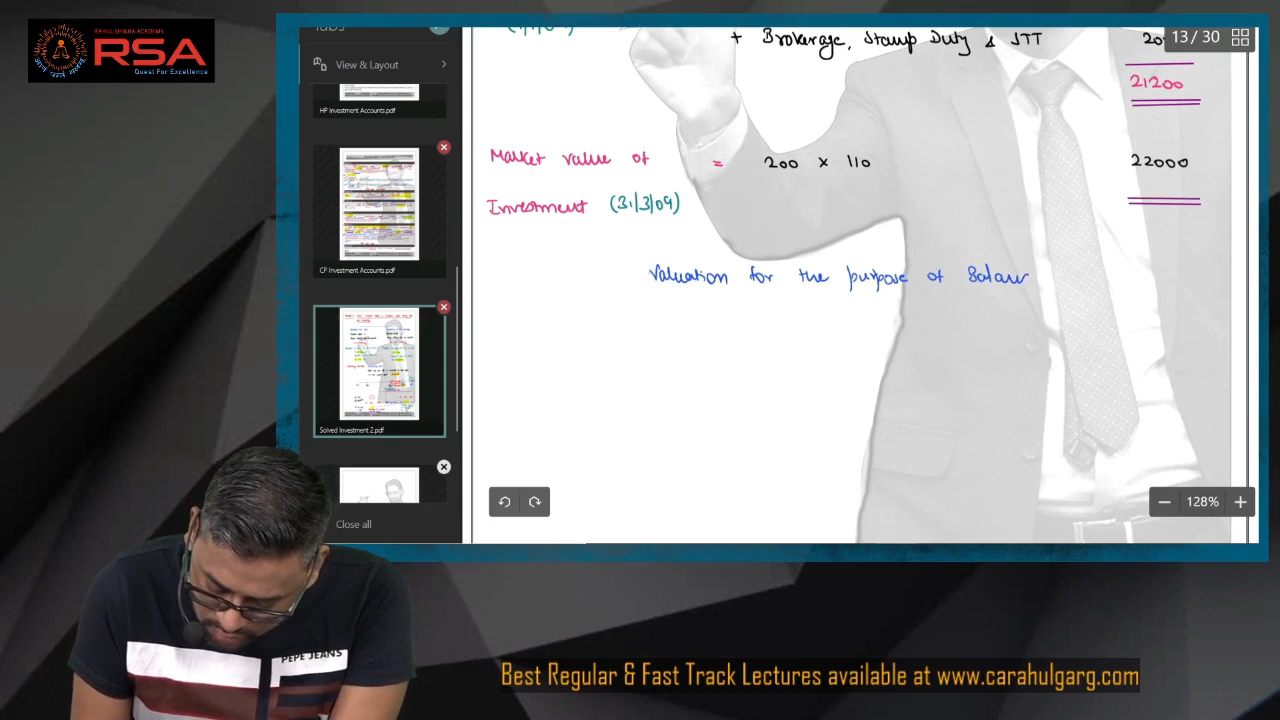 RAHUL SHIKHA ACADEMY
RSA
Quest For Excellence
View & Layout
HP Investment Accounts.pdf
CP Investment Accounts.pdf
Solved Investment 2.pdf
Close all
13 / 30
+ Brokerage, Stamp Duty & STT
21200
Market value of = 200 x 110 22000
Investment (31/3/09)
Valuation for the purpose of Balan
128%
PEPE JEANS
Best Regular & Fast Track Lectures available at www.carahulgarg.com